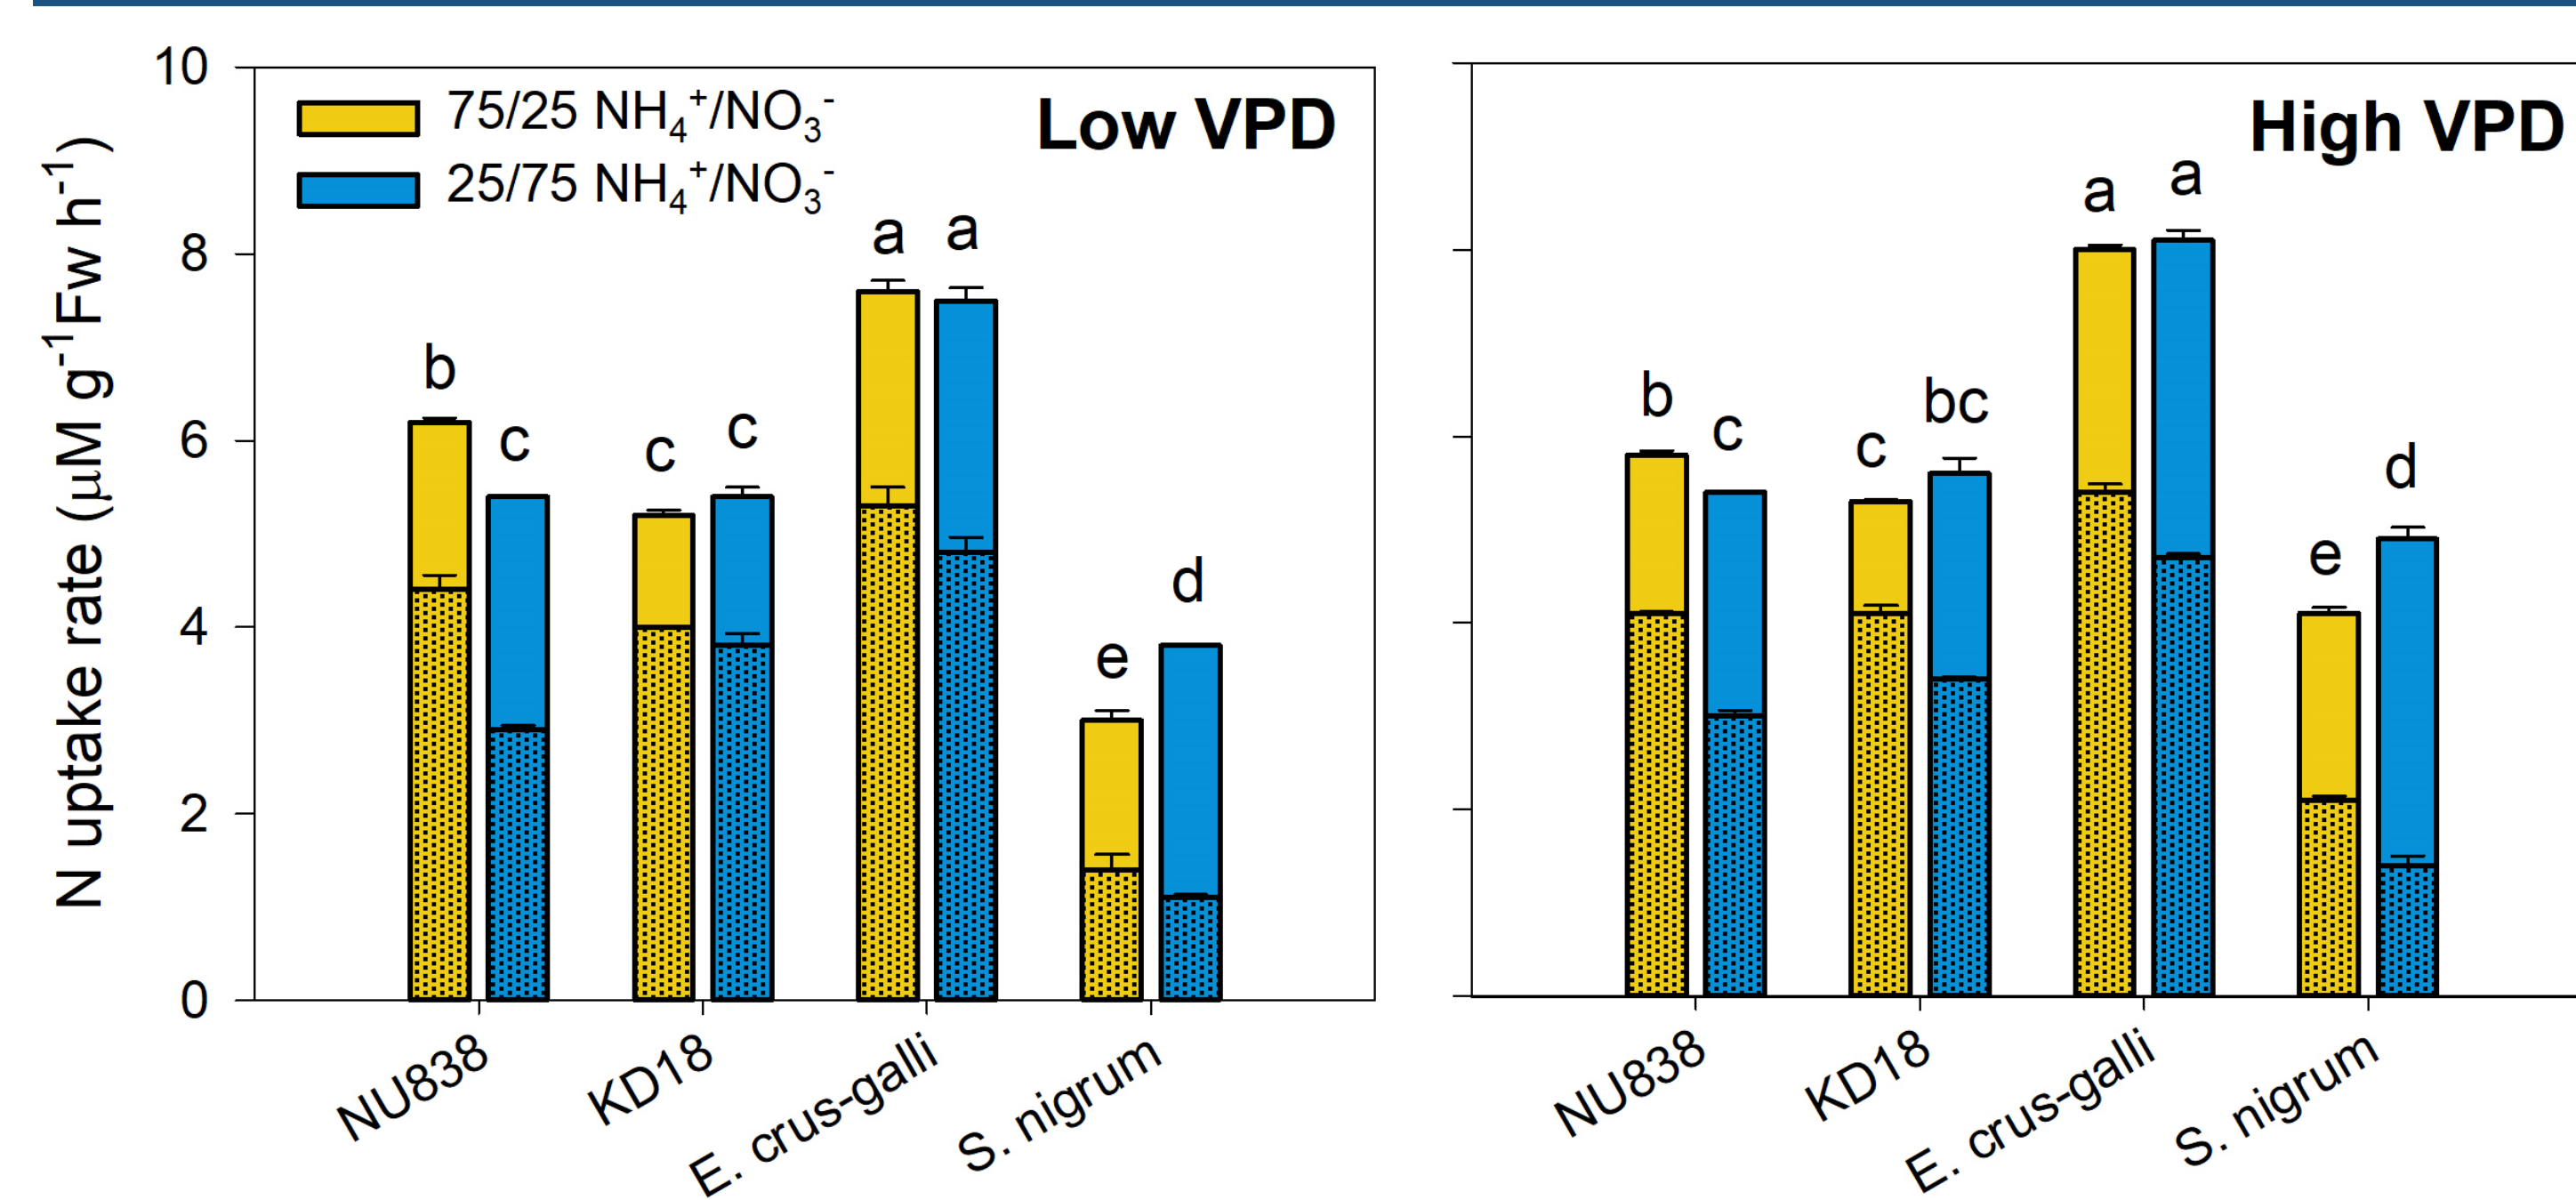 N uptake rate (μM g⁻¹Fw h⁻¹)
10
8
6
4
2
0
75/25 NH₄⁺/NO₃⁻
25/75 NH₄⁺/NO₃⁻
Low VPD
b
c
c
c
a
a
e
d
NU838
KD18
E. crus-galli
S. nigrum
High VPD
b
c
c
bc
a
a
e
d
NU838
KD18
E. crus-galli
S. nigrum